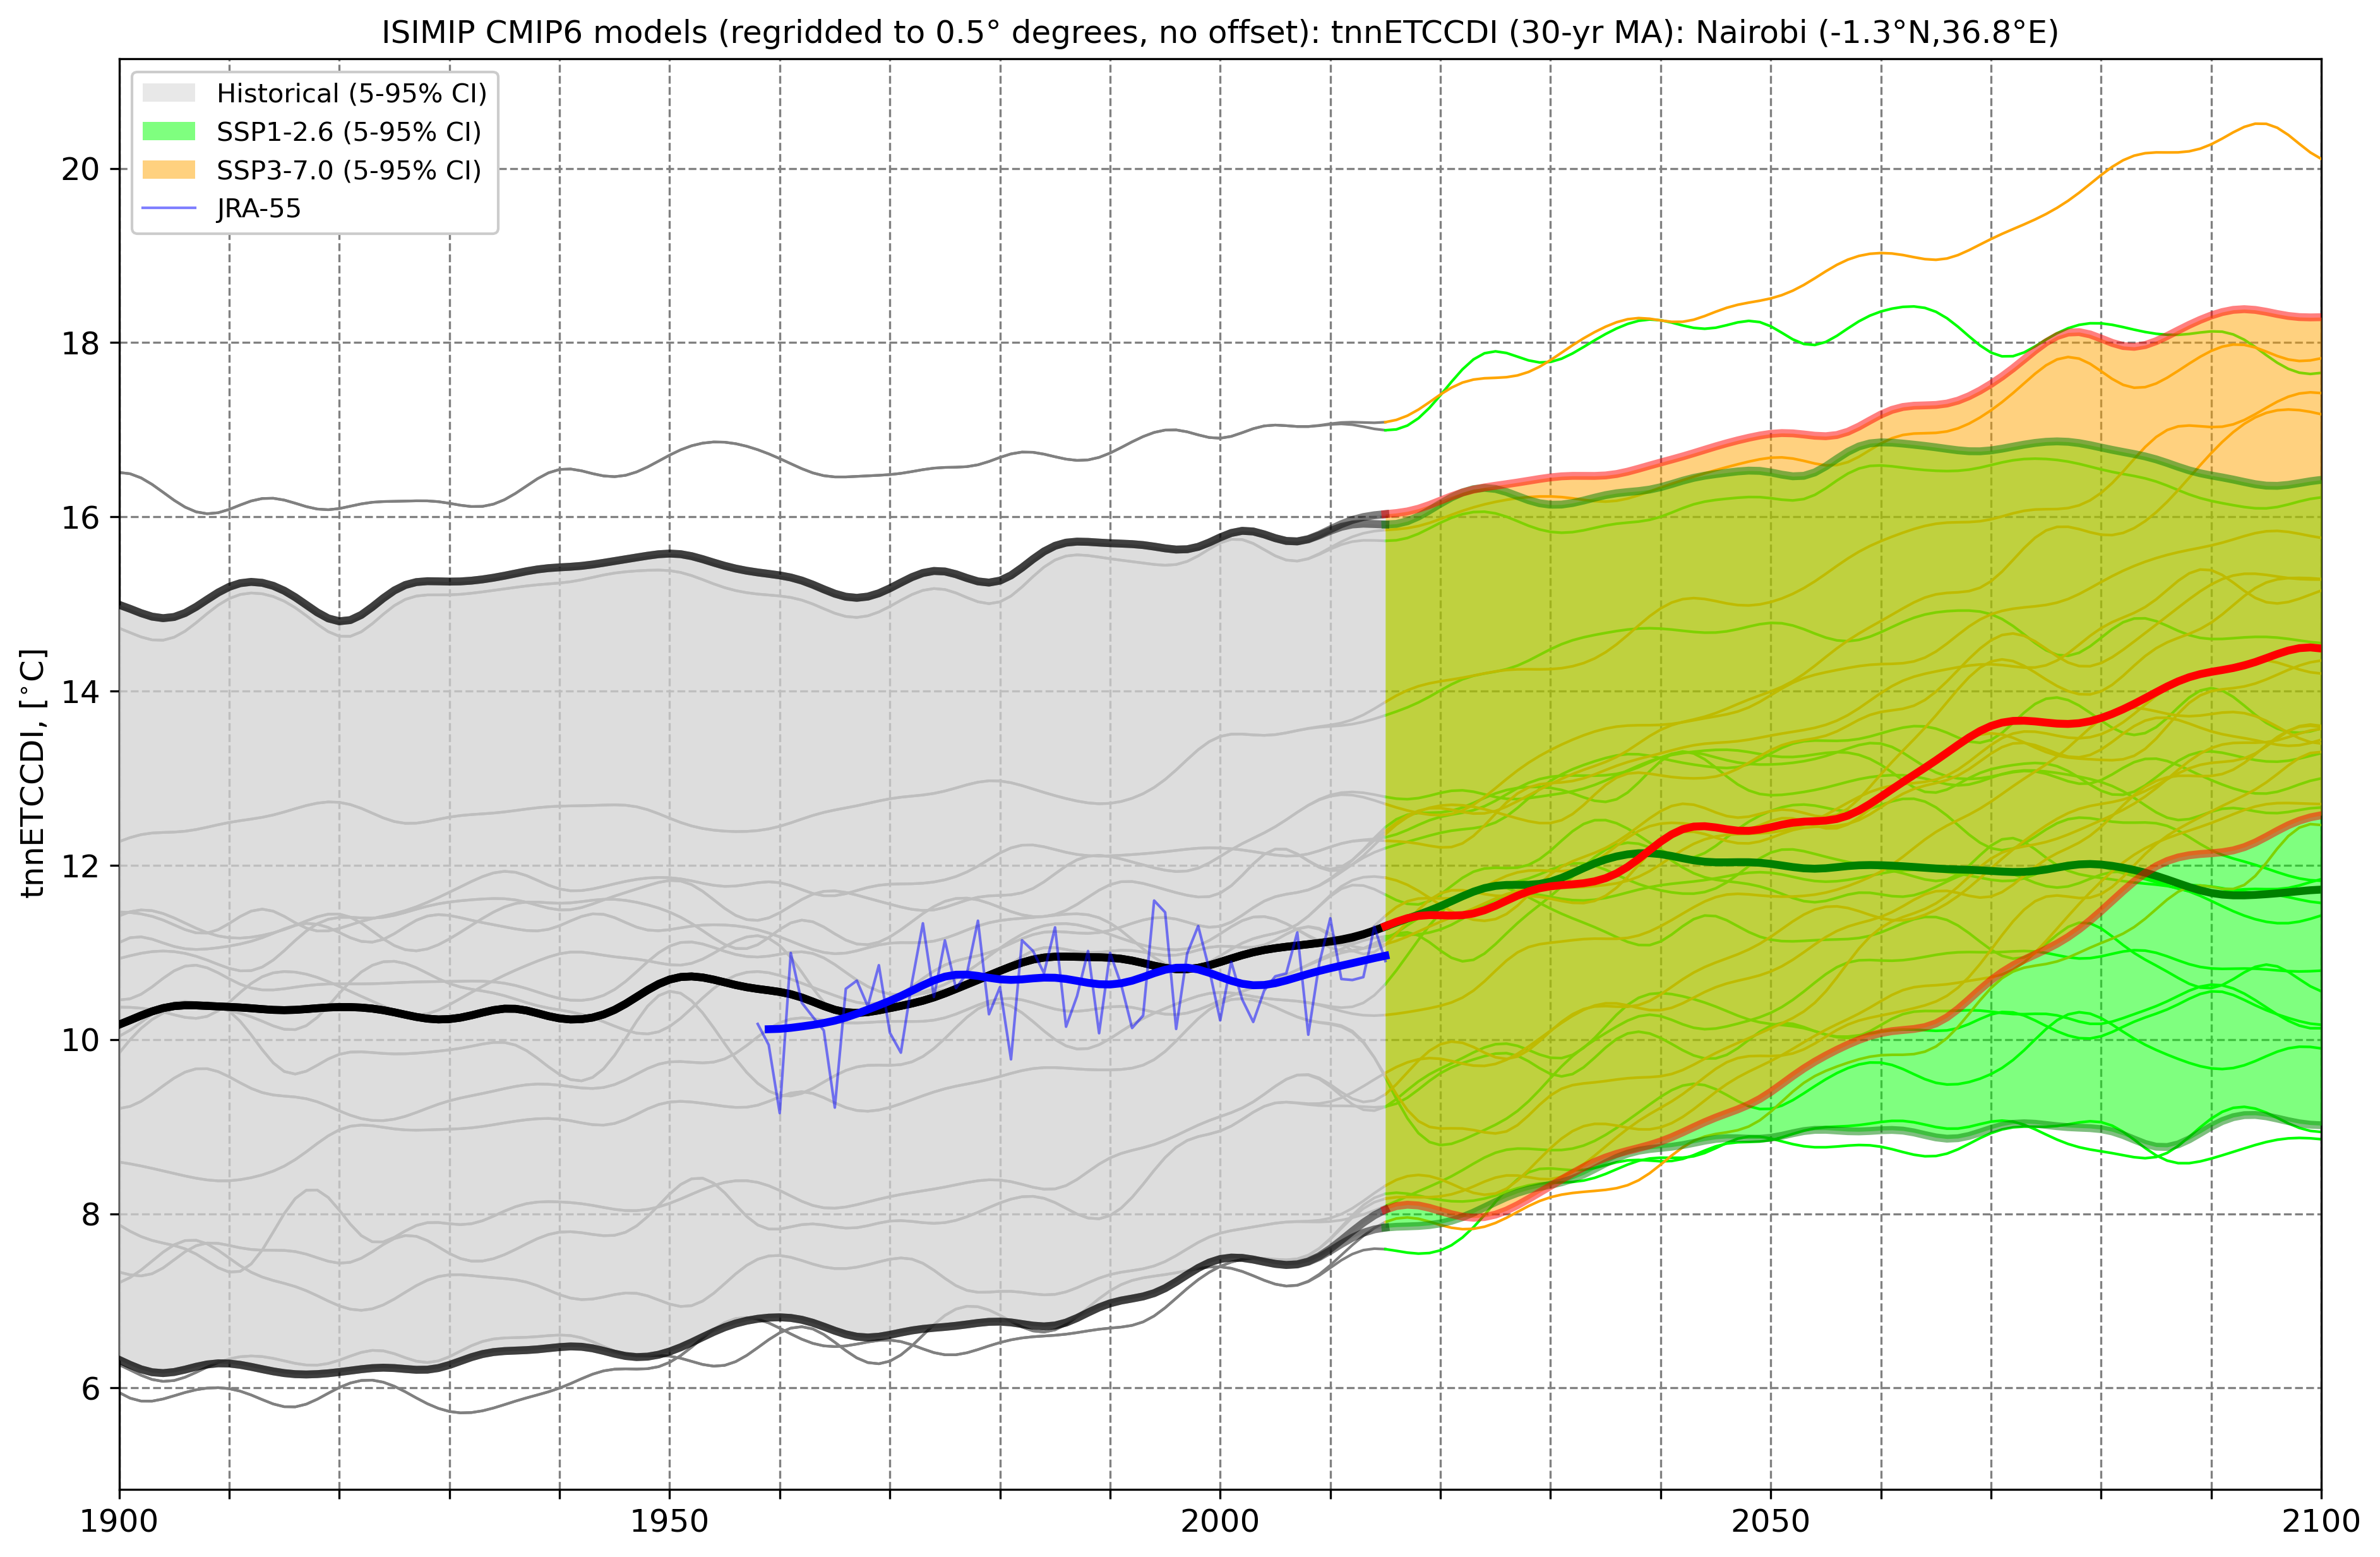 ISIMIP CMIP6 models (regridded to 0.5° degrees, no offset): tnnETCCDI (30-yr MA): Nairobi (-1.3°N,36.8°E)
Historical (5-95% CI)
SSP1-2.6 (5-95% CI)
SSP3-7.0 (5-95% CI)
JRA-55
tnnETCCDI, [°C]
20
18
16
14
12
10
8
6
1900
1950
2000
2050
2100